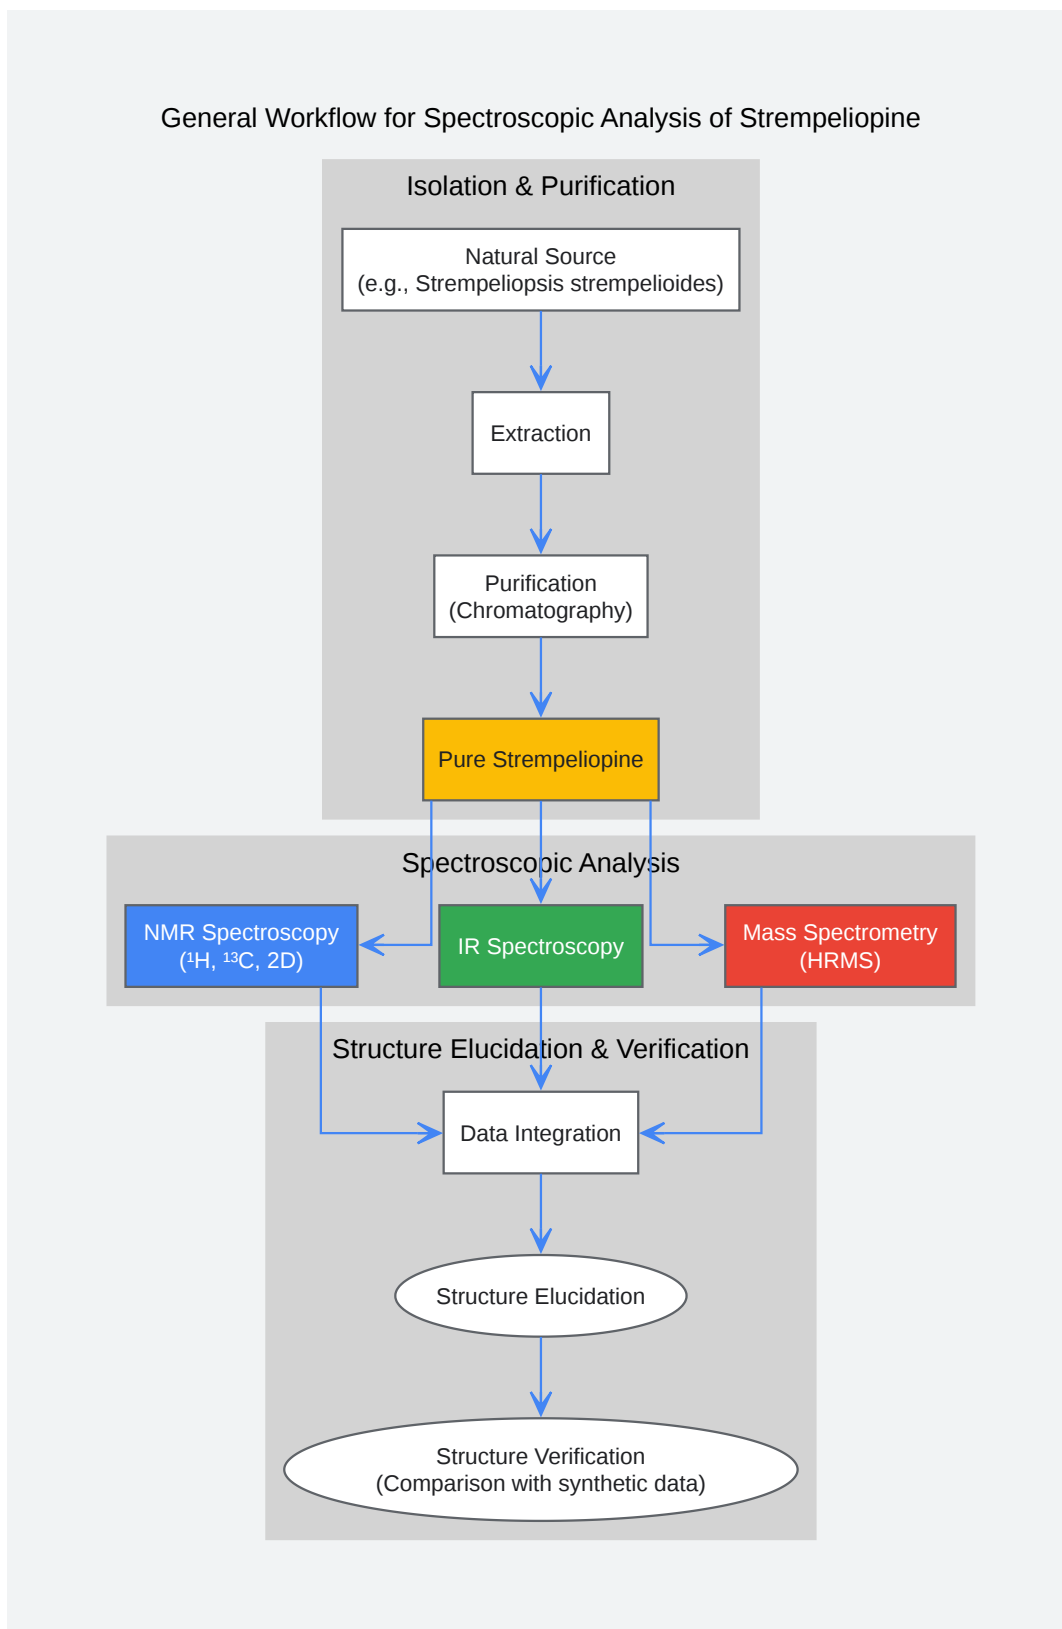 General Workflow for Spectroscopic Analysis of Strempeliopine
Isolation & Purification
Natural Source
(e.g., Strempeliopsis strempelioides)
Extraction
Purification
(Chromatography)
Pure Strempeliopine
Spectroscopic Analysis
NMR Spectroscopy
(¹H, ¹³C, 2D)
IR Spectroscopy
Mass Spectrometry
(HRMS)
Structure Elucidation & Verification
Data Integration
Structure Elucidation
Structure Verification
(Comparison with synthetic data)